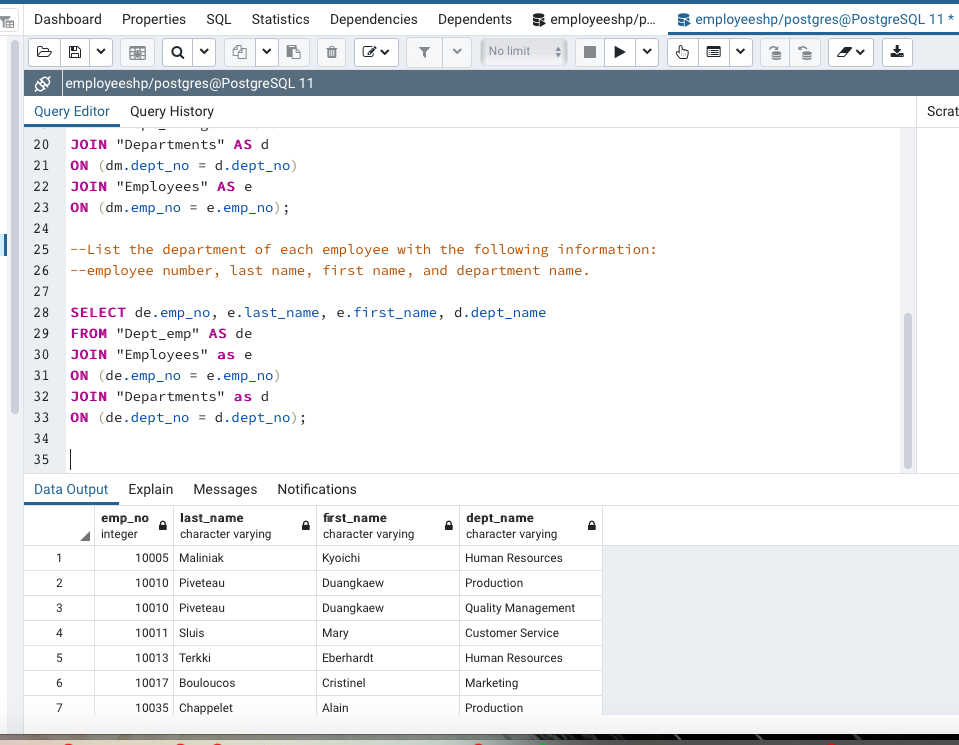 Dashboard Properties SQL Statistics Dependencies Dependents employeeshp/p... employeeshp/postgres@PostgreSQL 11 *
No limit
employeeshp/postgres@PostgreSQL 11
Query Editor Query History Scrat
20 JOIN "Departments" AS d
21 ON (dm.dept_no = d.dept_no)
22 JOIN "Employees" AS e
23 ON (dm.emp_no = e.emp_no);
24
25 --List the department of each employee with the following information:
26 --employee number, last name, first name, and department name.
27
28 SELECT de.emp_no, e.last_name, e.first_name, d.dept_name
29 FROM "Dept_emp" AS de
30 JOIN "Employees" as e
31 ON (de.emp_no = e.emp_no)
32 JOIN "Departments" as d
33 ON (de.dept_no = d.dept_no);
34
35
Data Output Explain Messages Notifications
emp_no last_name first_name dept_name
integer character varying character varying character varying
1 10005 Maliniak Kyoichi Human Resources
2 10010 Piveteau Duangkaew Production
3 10010 Piveteau Duangkaew Quality Management
4 10011 Sluis Mary Customer Service
5 10013 Terkki Eberhardt Human Resources
6 10017 Bouloucos Cristinel Marketing
7 10035 Chappelet Alain Production